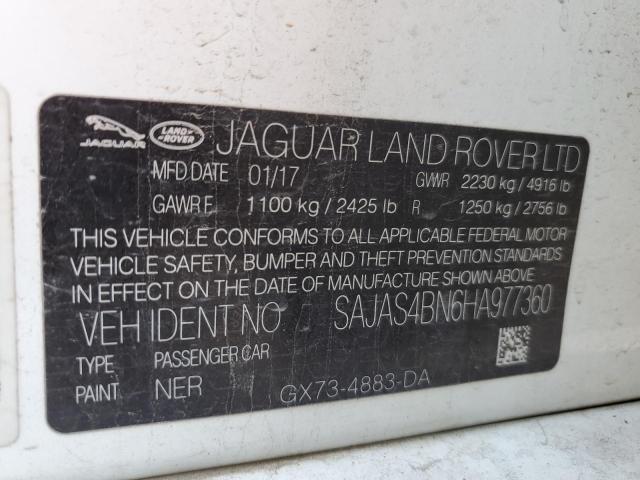 JAGUAR LAND ROVER JAGUAR LAND ROVER LTD
MFD DATE 01/17 GVWR 2230 kg / 4916 lb
GAWR F 1100 kg / 2425 lb R 1250 kg / 2756 lb
THIS VEHICLE CONFORMS TO ALL APPLICABLE FEDERAL MOTOR
VEHICLE SAFETY, BUMPER AND THEFT PREVENTION STANDARDS
IN EFFECT ON THE DATE OF MANUFACTURE SHOWN ABOVE
VEH IDENT NO SAJAS4BN6HA977360
TYPE PASSENGER CAR
PAINT NER GX73-4883-DA